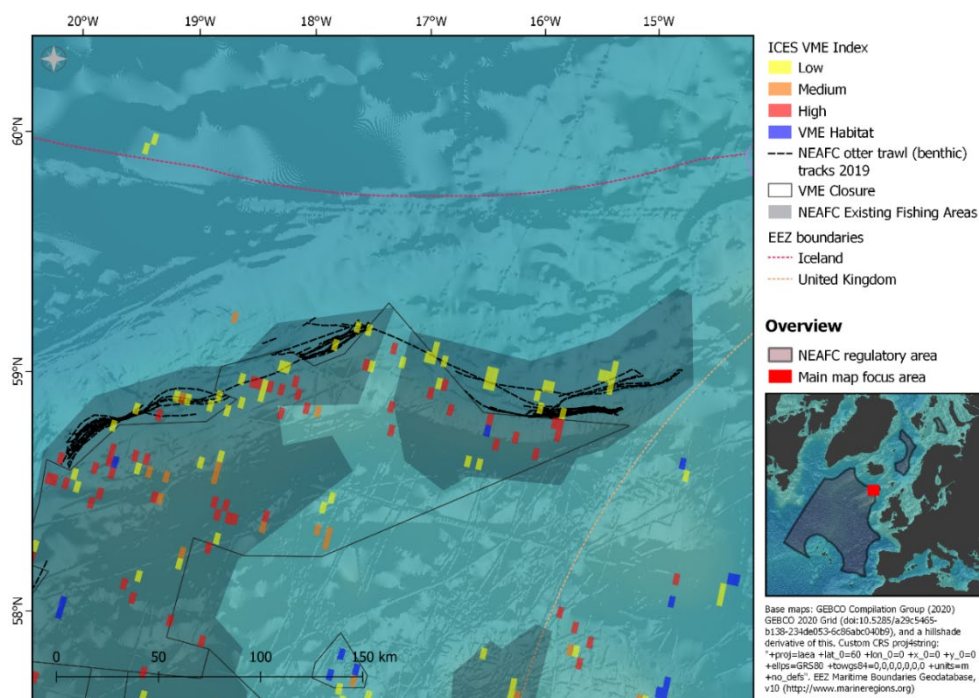 20°W 19°W 18°W 17°W 16°W 15°W
60°N
59°N
58°N
0 50 100 150 km
ICES VME Index
Low
Medium
High
VME Habitat
NEAFC otter trawl (benthic)
tracks 2019
VME Closure
NEAFC Existing Fishing Areas
EEZ boundaries
Iceland
United Kingdom
Overview
NEAFC regulatory area
Main map focus area
Base maps: GEBCO Compilation Group (2020)
GEBCO 2020 Grid (doi:10.5285/a29c5465-
b138-234de053-6c86abc040b9), and a hillshade
derivative of this. Custom CRS proj4string:
"+proj=laea +lat_0=60 +lon_0=0 +x_0=0 +y_0=0
+ellps=GRS80 +towgs84=0,0,0,0,0,0,0 +units=m
+no_defs". EEZ Maritime Boundaries Geodatabase,
v10 (http://www.marineregions.org)